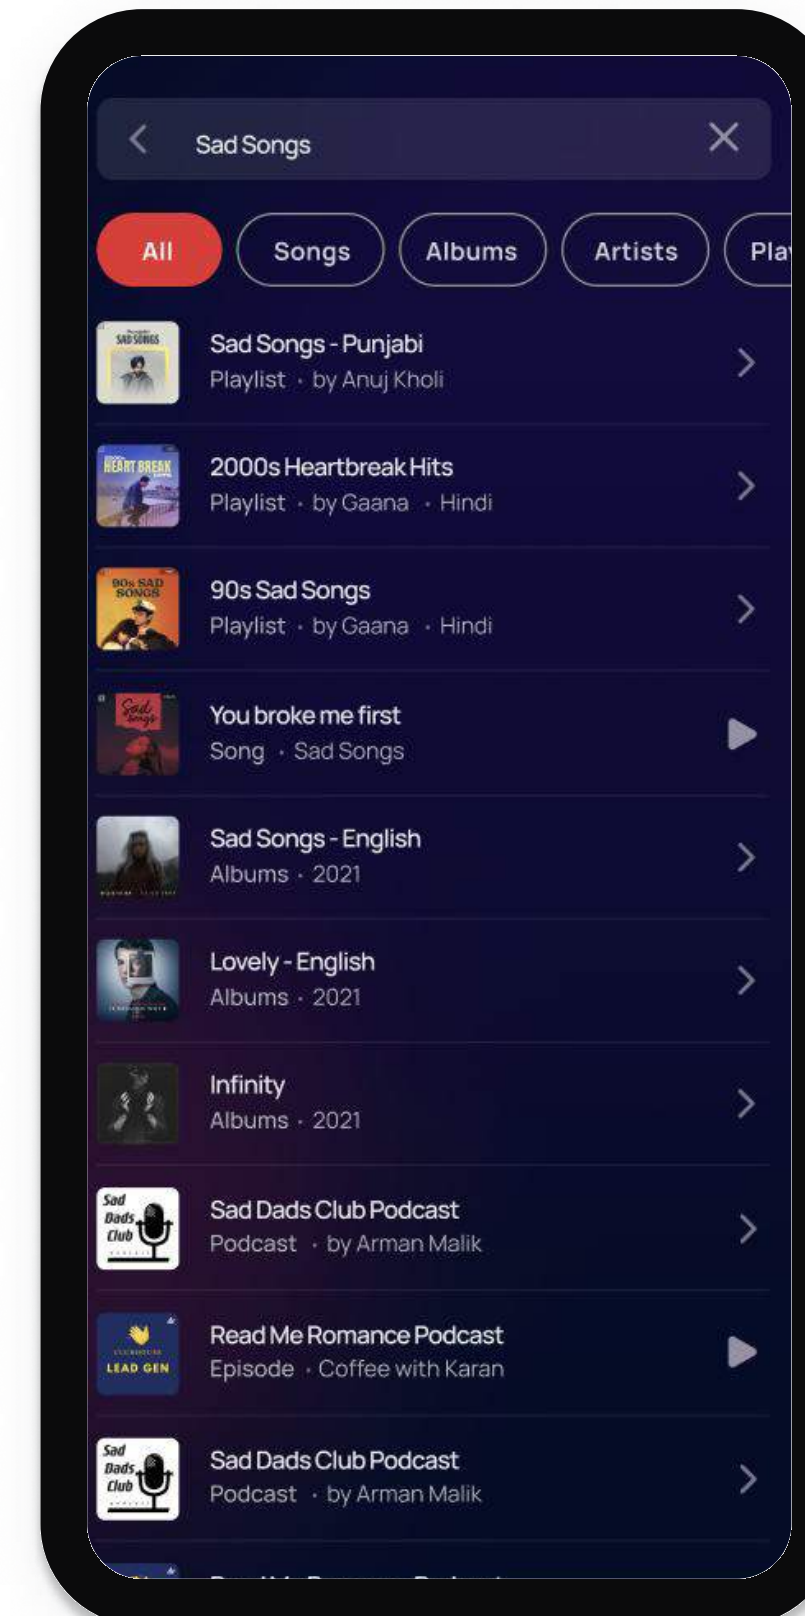 Sad Songs
All Songs Albums Artists Play
SAD SONGS
Sad Songs - Punjabi
Playlist · by Anuj Kholi
HEART BREAK
2000s Heartbreak Hits
Playlist · by Gaana · Hindi
90s SAD
SONGS
90s Sad Songs
Playlist · by Gaana · Hindi
Sad
Songs
You broke me first
Song · Sad Songs
Sad Songs - English
Albums · 2021
Lovely - English
Albums · 2021
Infinity
Albums · 2021
Sad
Dads
Club
Sad Dads Club Podcast
Podcast · by Arman Malik
LEAD GEN
Read Me Romance Podcast
Episode · Coffee with Karan
Sad
Dads
Club
Sad Dads Club Podcast
Podcast · by Arman Malik